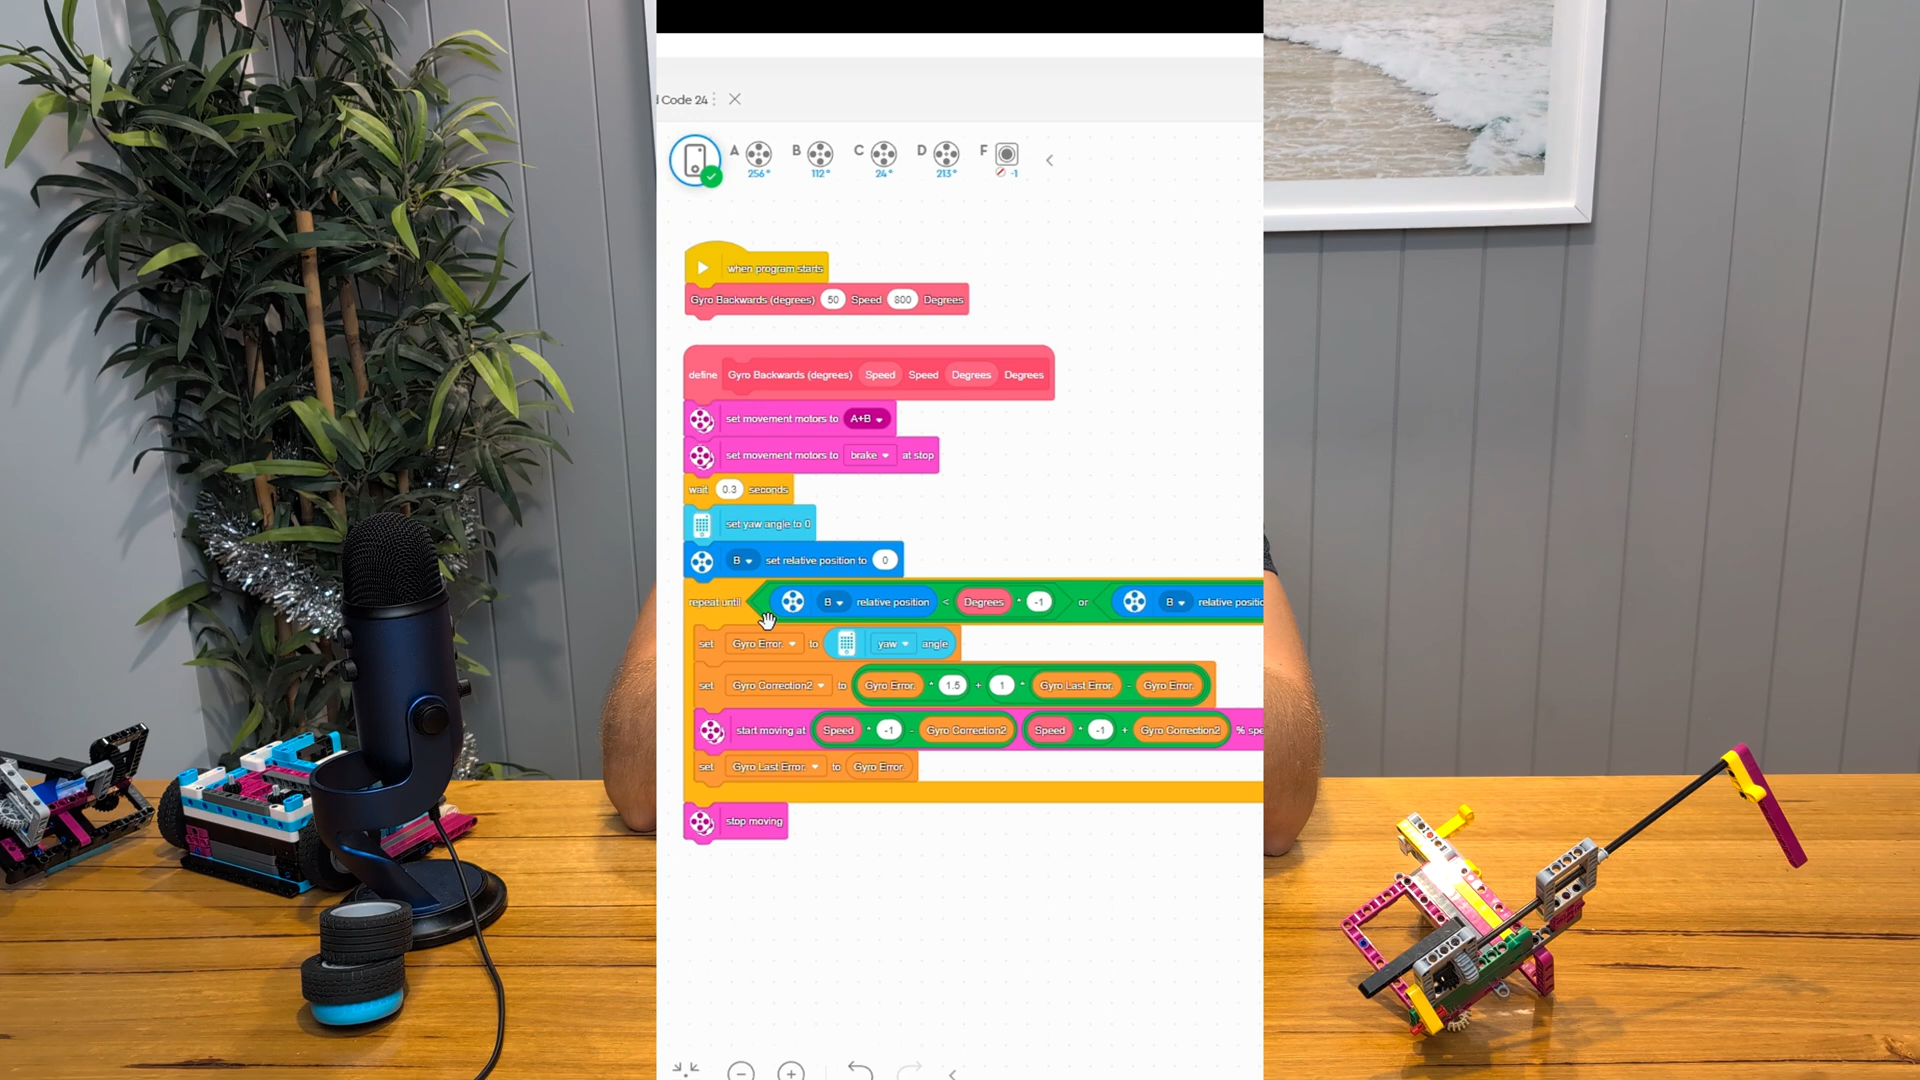 d Code 24
A B C D F
256° 112° 24° 213° -1
when program starts
Gyro Backwards (degrees) 50 Speed 800 Degrees
define Gyro Backwards (degrees) Speed Speed Degrees Degrees
set movement motors to A+B
set movement motors to brake at stop
wait 0.3 seconds
set yaw angle to 0
B set relative position to 0
repeat until B relative position < Degrees * -1 or B relative positio
set Gyro Error. to yaw angle
set Gyro Correction2 to Gyro Error. * 1.5 + 1 * Gyro Last Error. - Gyro Error.
start moving at Speed * -1 - Gyro Correction2 Speed * -1 + Gyro Correction2 % spe
set Gyro Last Error. to Gyro Error.
stop moving